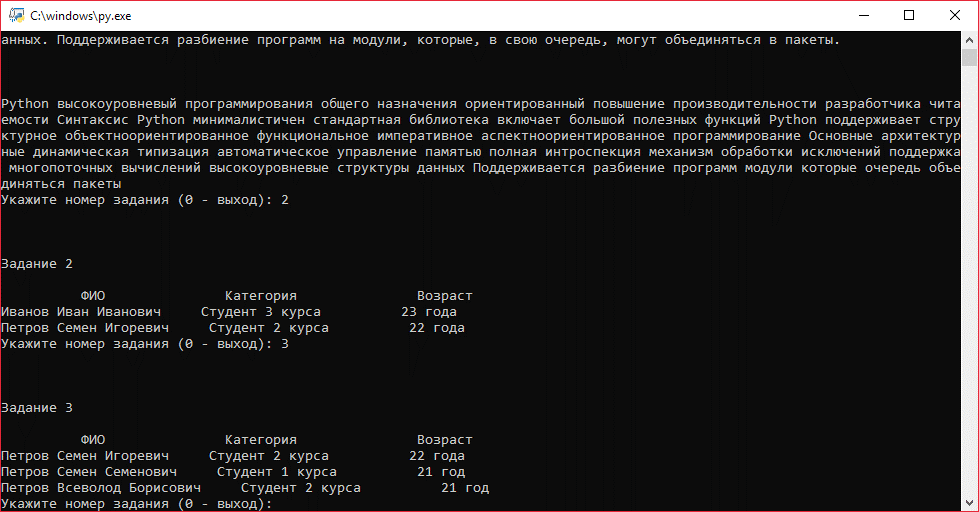 C:\windows\py.exe
анных. Поддерживается разбиение программ на модули, которые, в свою очередь, могут объединяться в пакеты.
Python высокоуровневый программирования общего назначения ориентированный повышение производительности разработчика чита
емости Синтаксис Python минималистичен стандартная библиотека включает большой полезных функций Python поддерживает стру
ктурное объектноориентированное функциональное императивное аспектноориентированное программирование Основные архитектур
ные динамическая типизация автоматическое управление памятью полная интроспекция механизм обработки исключений поддержка
многопоточных вычислений высокоуровневые структуры данных Поддерживается разбиение программ модули которые очередь объе
диняться пакеты
Укажите номер задания (0 - выход): 2
Задание 2
ФИО Категория Возраст
Иванов Иван Иванович Студент 3 курса 23 года
Петров Семен Игоревич Студент 2 курса 22 года
Укажите номер задания (0 - выход): 3
Задание 3
ФИО Категория Возраст
Петров Семен Игоревич Студент 2 курса 22 года
Петров Семен Семенович Студент 1 курса 21 год
Петров Всеволод Борисович Студент 2 курса 21 год
Укажите номер задания (0 - выход):